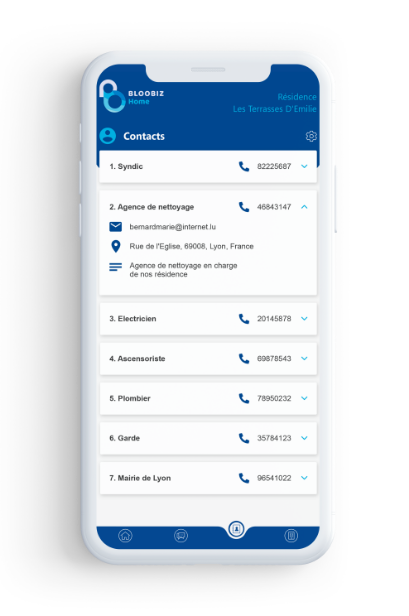 BLOOBIZ
Home
Résidence
Les Terrasses D'Emilie
Contacts
1. Syndic 82225687
2. Agence de nettoyage 46843147
bernardmarie@internet.lu
Rue de l'Eglise, 69008, Lyon, France
Agence de nettoyage en charge
de nos résidence
3. Electricien 20145878
4. Ascensoriste 69878543
5. Plombier 78950232
6. Garde 35784123
7. Mairie de Lyon 96541022